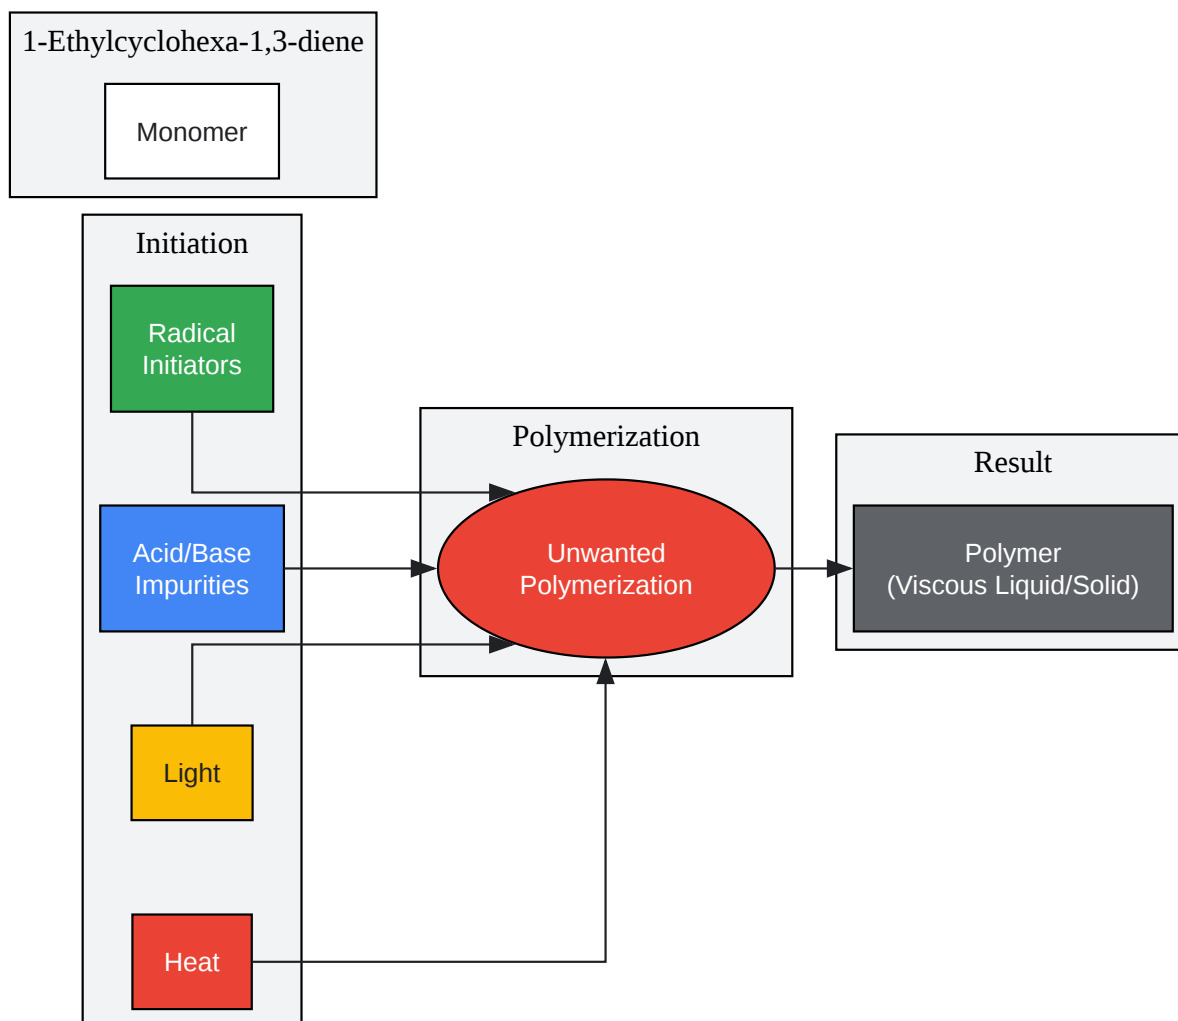 1-Ethylcyclohexa-1,3-diene
Monomer
Initiation
Radical
Initiators
Polymerization
Result
Acid/Base
Impurities
Unwanted
Polymerization
Polymer
(Viscous Liquid/Solid)
Light
Heat